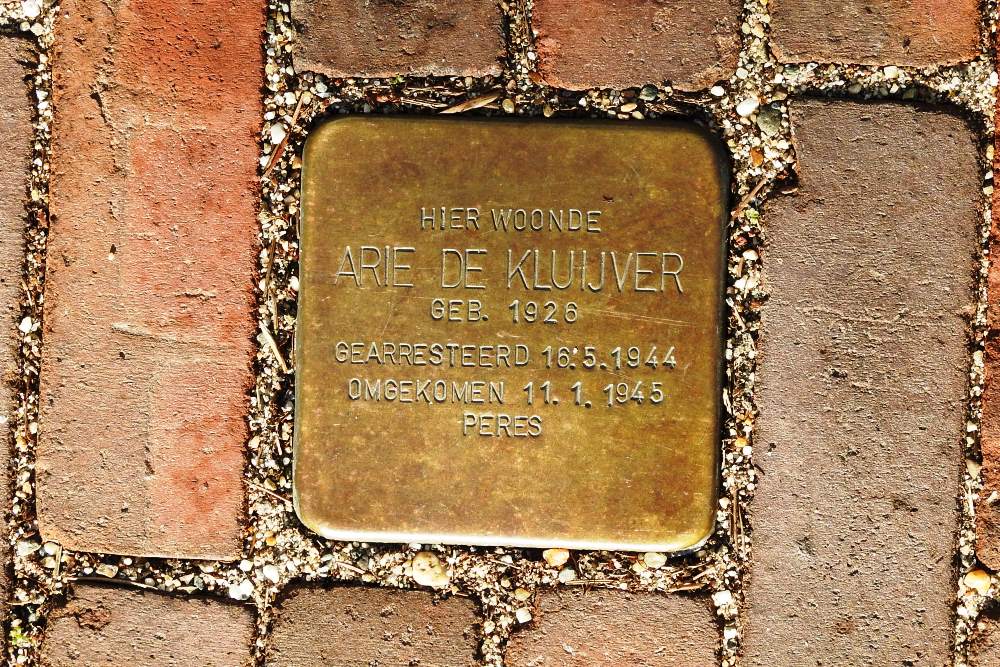 HIER WOONDE
ARIE DE KLUIJVER
GEB. 1926
GEARRESTEERD 16.5.1944
OMGEKOMEN 11.1.1945
PERES